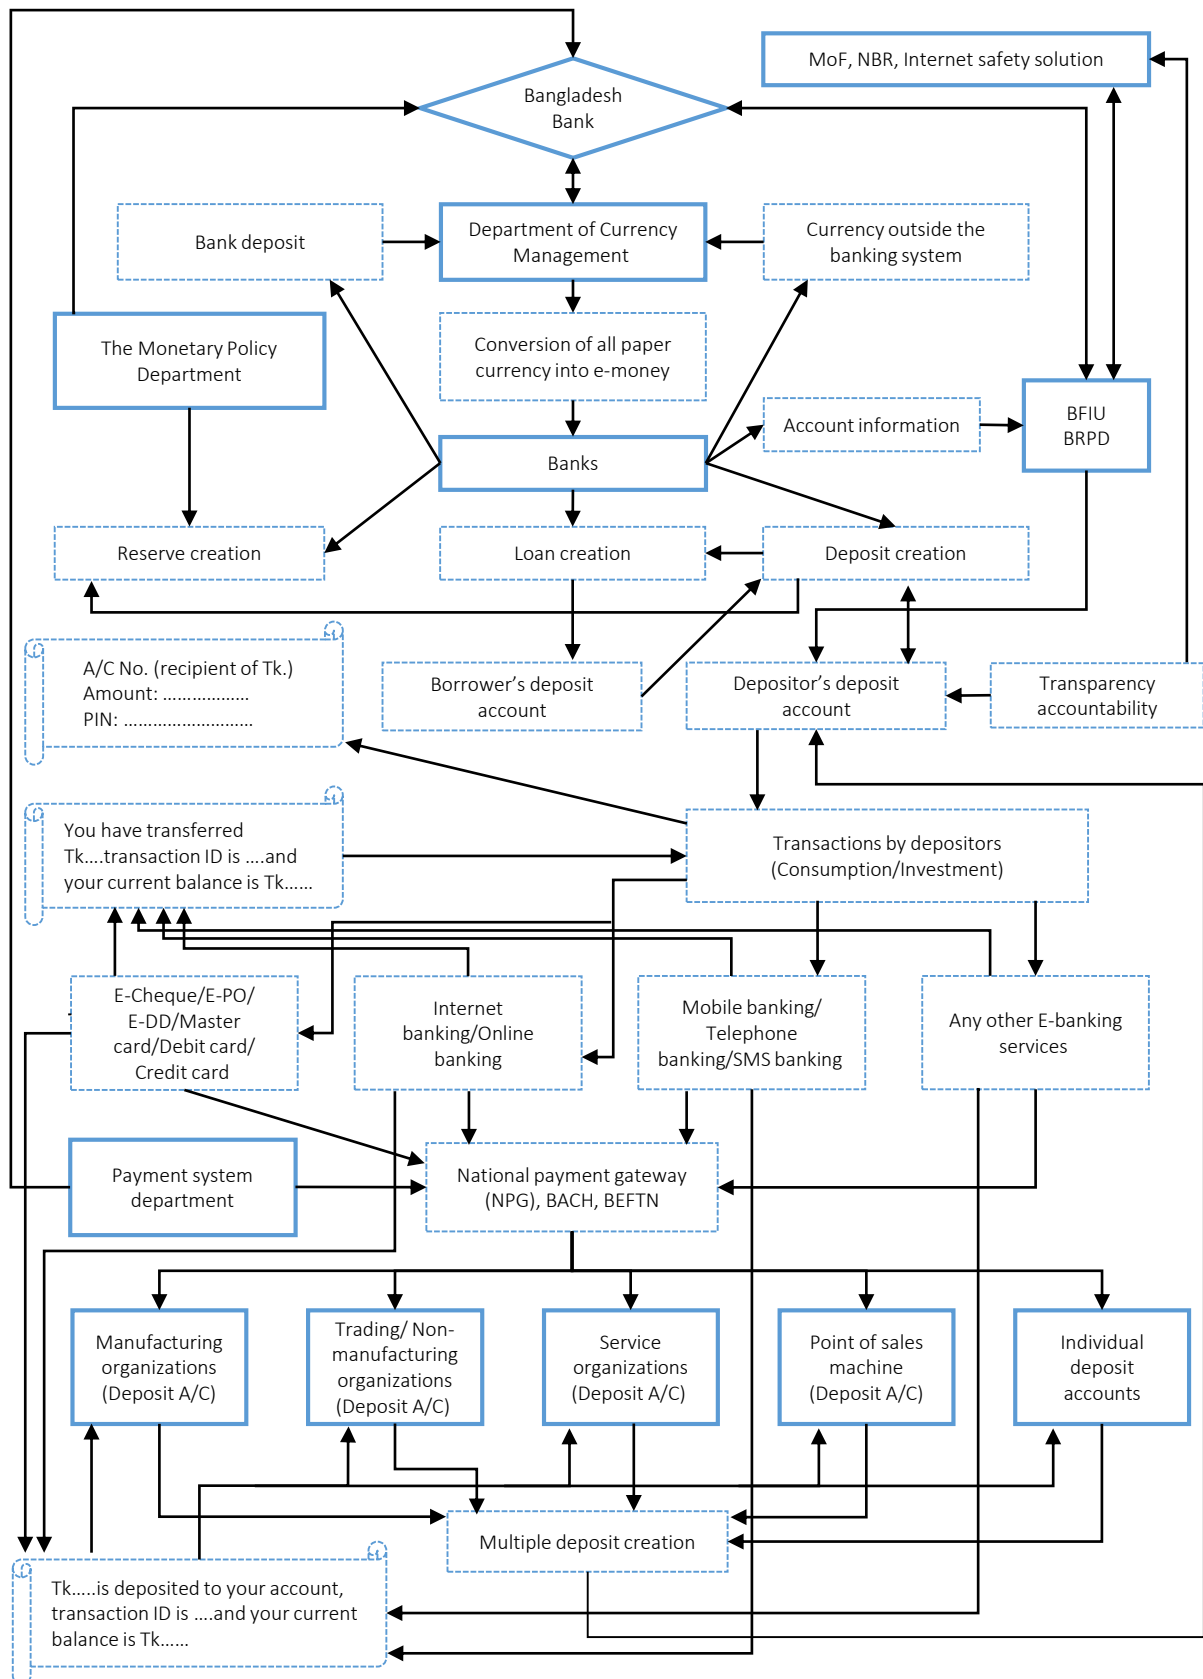 MoF, NBR, Internet safety solution
Bangladesh
Bank
Bank deposit
Department of Currency
Management
Currency outside the
banking system
The Monetary Policy
Department
Conversion of all paper
currency into e-money
Account information
BFIU
BRPD
Banks
Reserve creation
Loan creation
Deposit creation
A/C No. (recipient of Tk.)
Amount: ..................
PIN: ...........................
Borrower’s deposit
account
Depositor’s deposit
account
Transparency
accountability
You have transferred
Tk....transaction ID is ....and
your current balance is Tk......
Transactions by depositors
(Consumption/Investment)
E-Cheque/E-PO/
E-DD/Master
card/Debit card/
Credit card
Internet
banking/Online
banking
Mobile banking/
Telephone
banking/SMS banking
Any other E-banking
services
Payment system
department
National payment gateway
(NPG), BACH, BEFTN
Manufacturing
organizations
(Deposit A/C)
Trading/ Non-
manufacturing
organizations
(Deposit A/C)
Service
organizations
(Deposit A/C)
Point of sales
machine
(Deposit A/C)
Individual
deposit
accounts
Multiple deposit creation
Tk.....is deposited to your account,
transaction ID is ....and your current
balance is Tk......